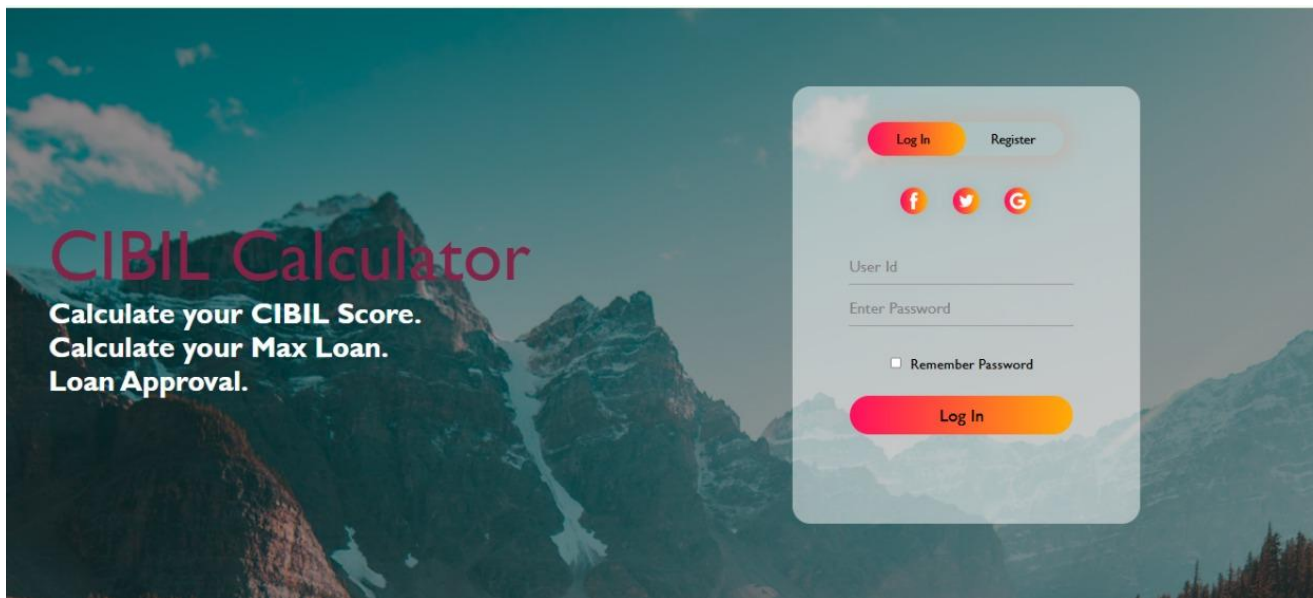 CIBIL Calculator
Calculate your CIBIL Score.
Calculate your Max Loan.
Loan Approval.
Log In
Register
User Id
Enter Password
Remember Password
Log In